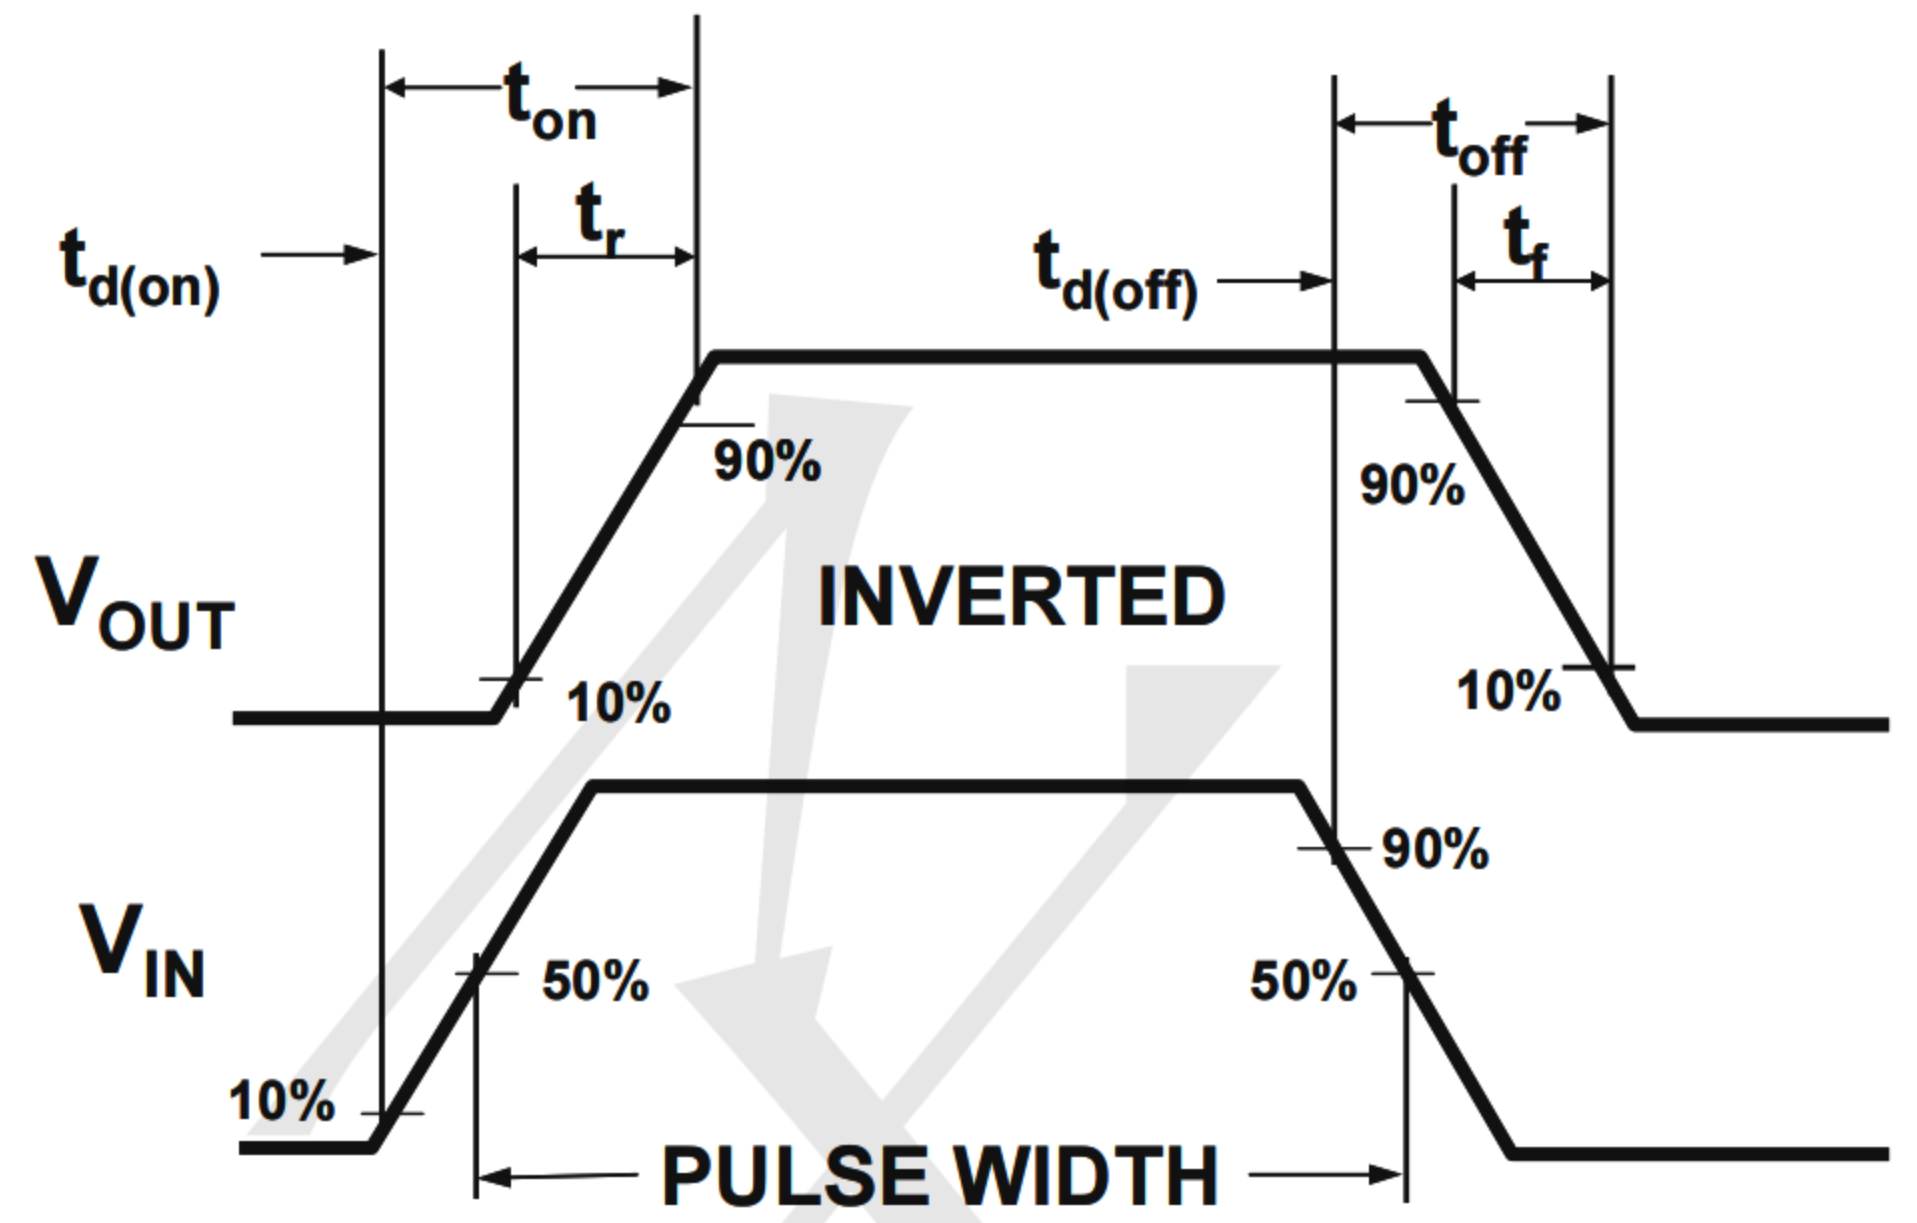 ton
toff
tr
tf
td(on)
td(off)
90%
90%
VOUT
INVERTED
10%
10%
90%
VIN
50%
50%
10%
PULSE WIDTH